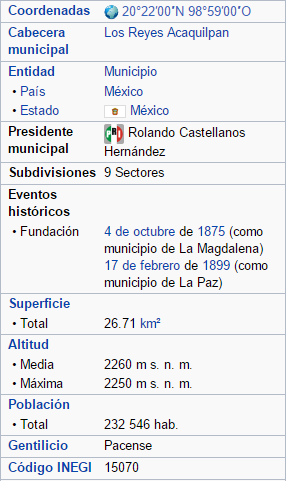 Coordenadas 20°22′00″N 98°59′00″O
Cabecera Los Reyes Acaquilpan
municipal
Entidad Municipio
• País México
• Estado México
Presidente PRD Rolando Castellanos
municipal Hernández
Subdivisiones 9 Sectores
Eventos
históricos
• Fundación 4 de octubre de 1875 (como
municipio de La Magdalena)
17 de febrero de 1899 (como
municipio de La Paz)
Superficie
• Total 26.71 km²
Altitud
• Media 2260 m s. n. m.
• Máxima 2250 m s. n. m.
Población
• Total 232 546 hab.
Gentilicio Pacense
Código INEGI 15070